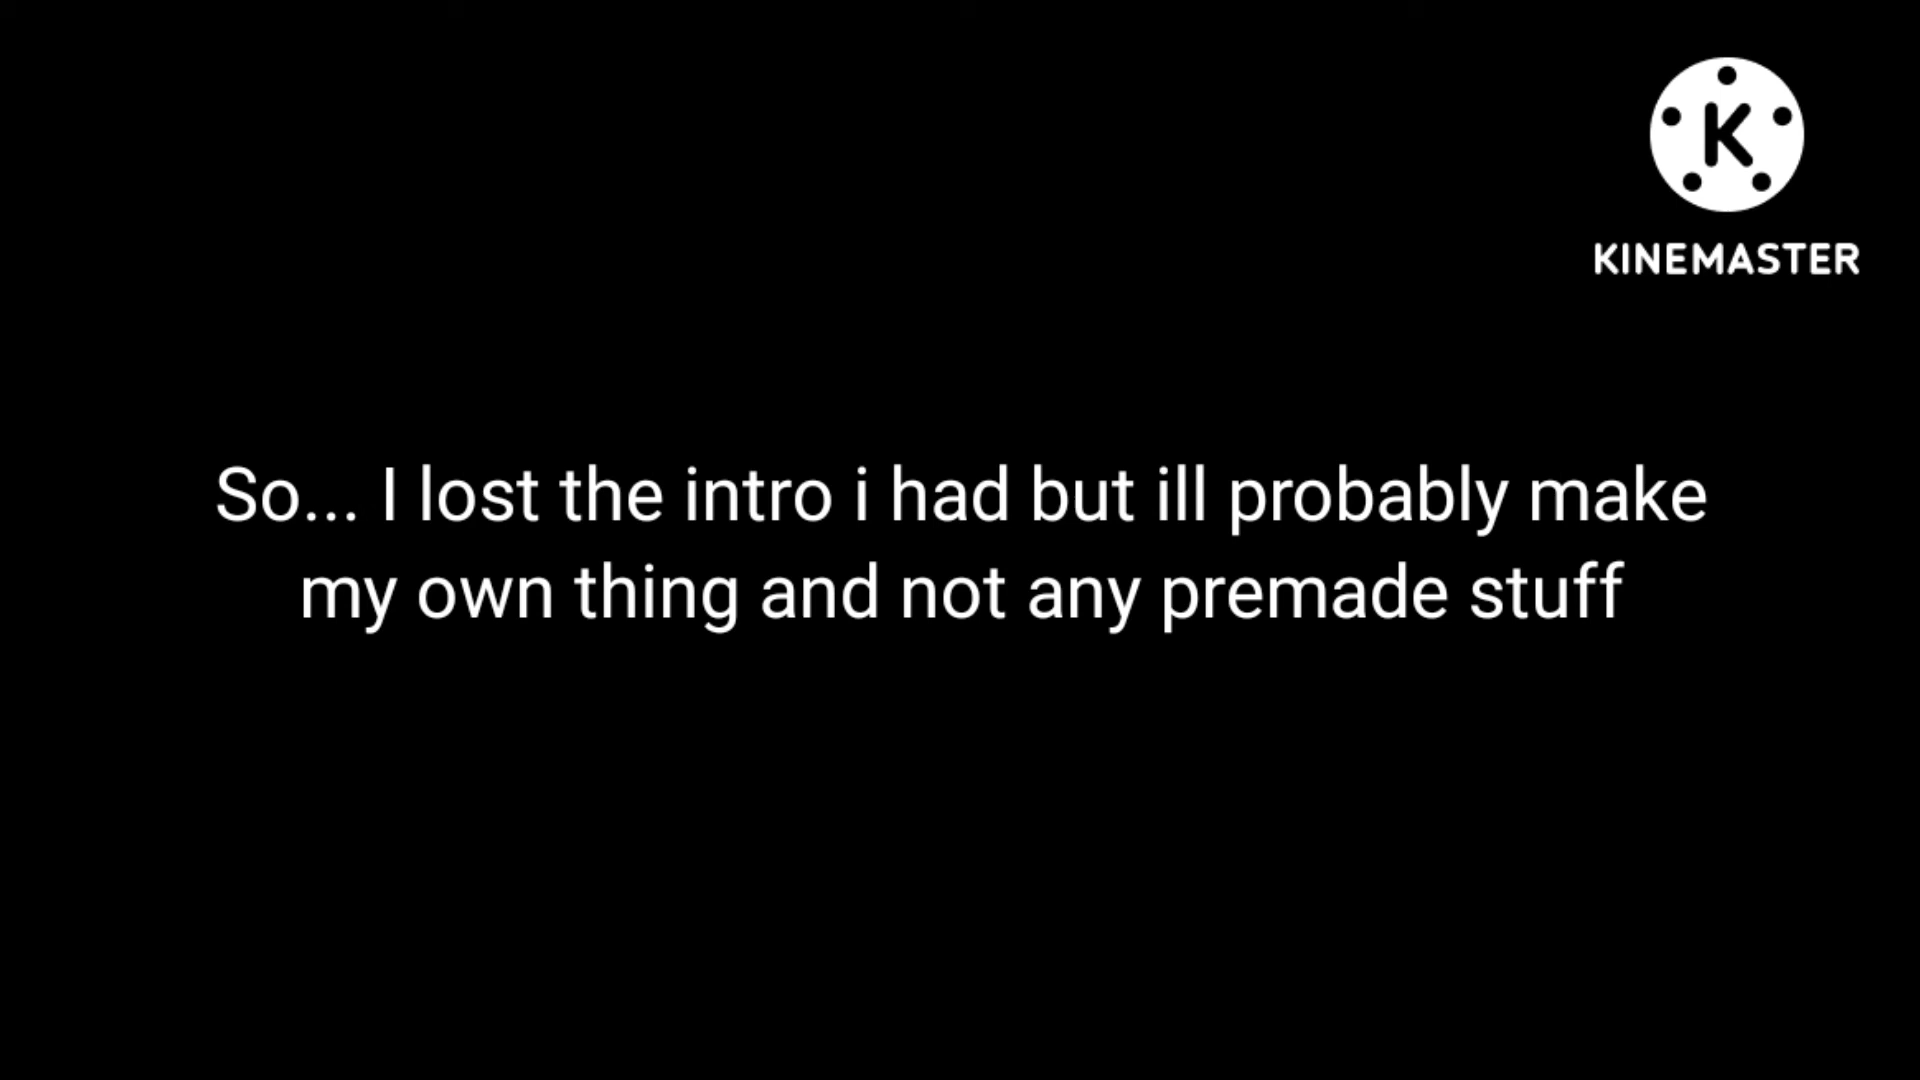 K
KINEMASTER
So... I lost the intro i had but ill probably make
my own thing and not any premade stuff